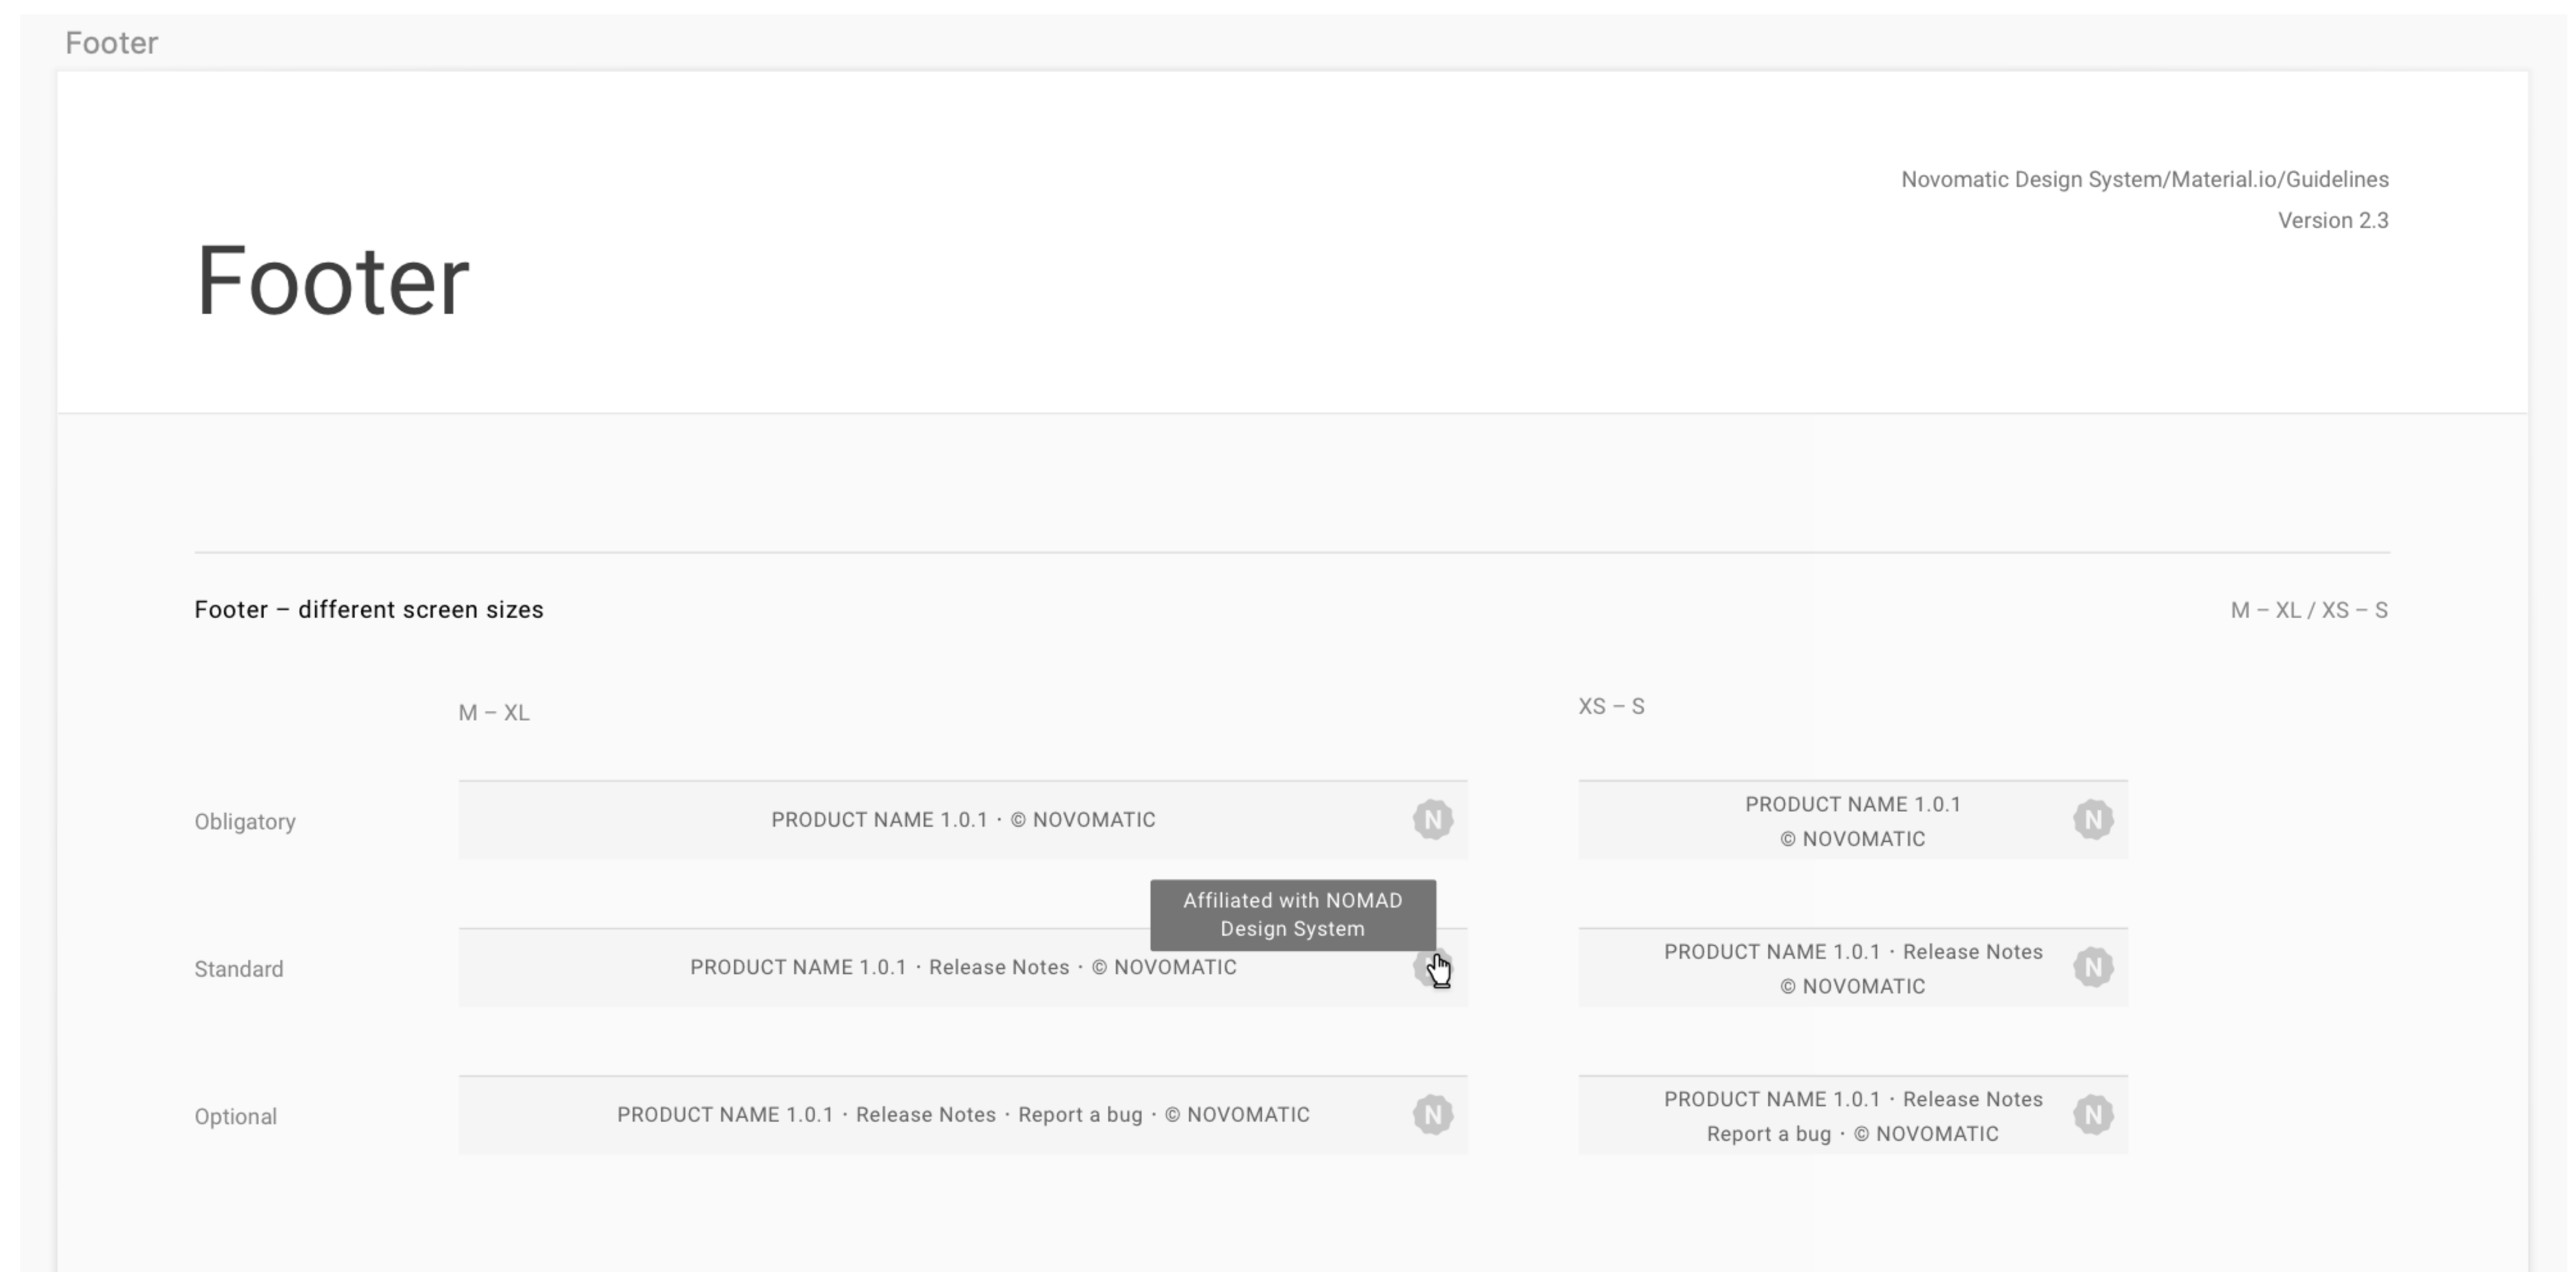 Footer
Novomatic Design System/Material.io/Guidelines
Version 2.3
Footer
Footer – different screen sizes
M – XL / XS – S
M – XL
XS – S
Obligatory
PRODUCT NAME 1.0.1 · © NOVOMATIC
N
PRODUCT NAME 1.0.1
© NOVOMATIC
N
Affiliated with NOMAD
Design System
Standard
PRODUCT NAME 1.0.1 · Release Notes · © NOVOMATIC
PRODUCT NAME 1.0.1 · Release Notes
© NOVOMATIC
N
Optional
PRODUCT NAME 1.0.1 · Release Notes · Report a bug · © NOVOMATIC
N
PRODUCT NAME 1.0.1 · Release Notes
Report a bug · © NOVOMATIC
N